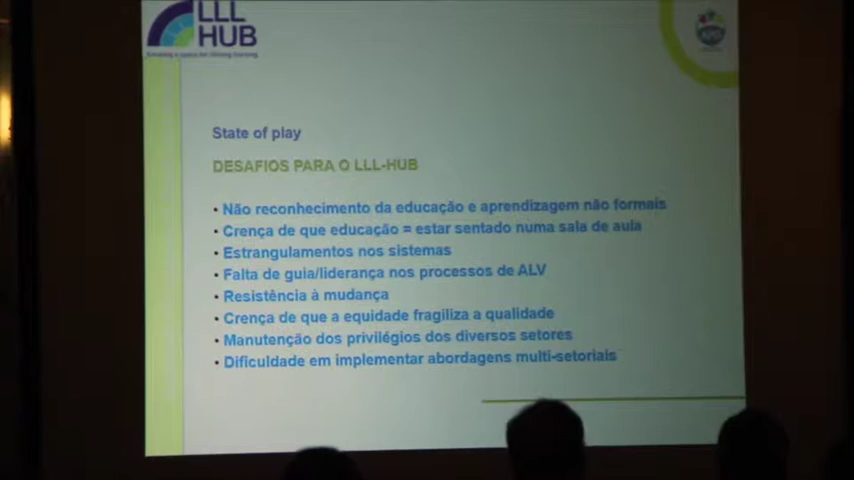 LLL
HUB
State of play
DESAFIOS PARA O LLL-HUB
• Não reconhecimento da educação e aprendizagem não formais
• Crença de que educação = estar sentado numa sala de aula
• Estrangulamentos nos sistemas
• Falta de guia/liderança nos processos de ALV
• Resistência à mudança
• Crença de que a equidade fragiliza a qualidade
• Manutenção dos privilégios dos diversos setores
• Dificuldade em implementar abordagens multi-setoriais